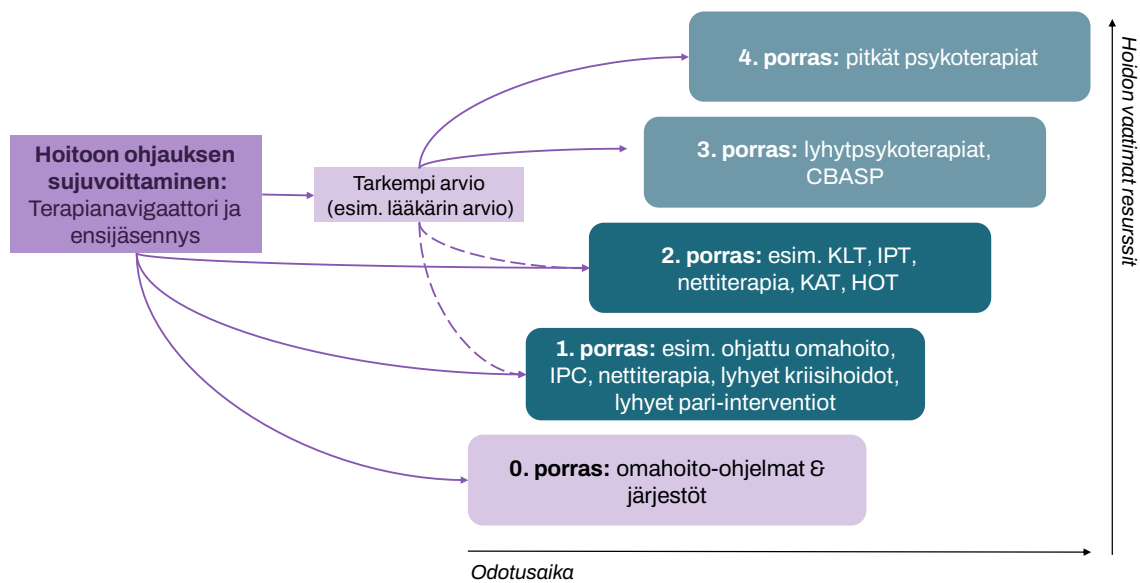 4. porras: pitkät psykoterapiat
3. porras: lyhytpsykoterapiat,
CBASP
Hoitoon ohjauksen
sujuvoittaminen:
Terapianavigaattori ja
ensijäsennys
Tarkempi arvio
(esim. lääkärin arvio)
2. porras: esim. KLT, IPT,
nettiterapia, KAT, HOT
1. porras: esim. ohjattu omahoito,
IPC, nettiterapia, lyhyet kriisihoidot,
lyhyet pari-interventiot
0. porras: omahoito-ohjelmat &
järjestöt
Odotusaika
Hoidon vaatimat resurssit